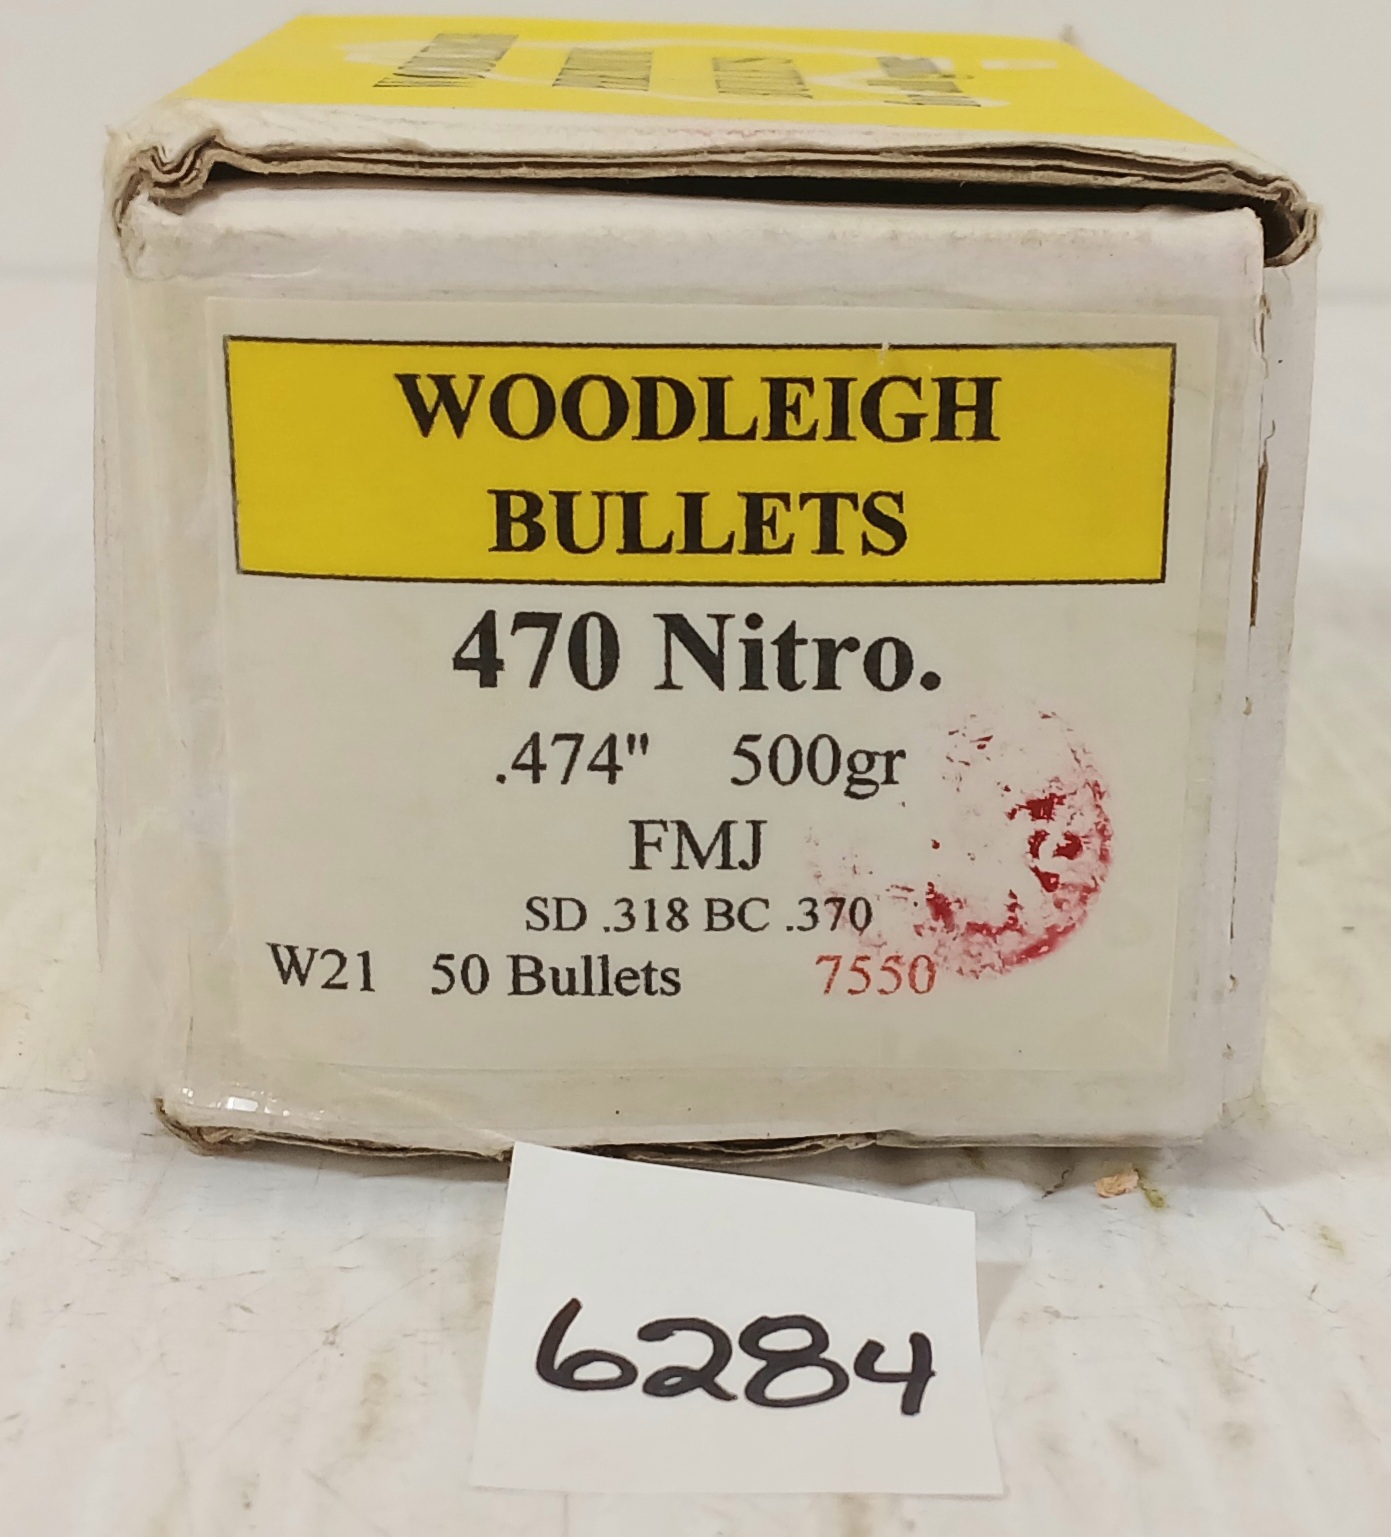 WOODLEIGH
BULLETS
470 Nitro.
.474" 500gr
FMJ
SD .318 BC .370
W21 50 Bullets 7550
6284